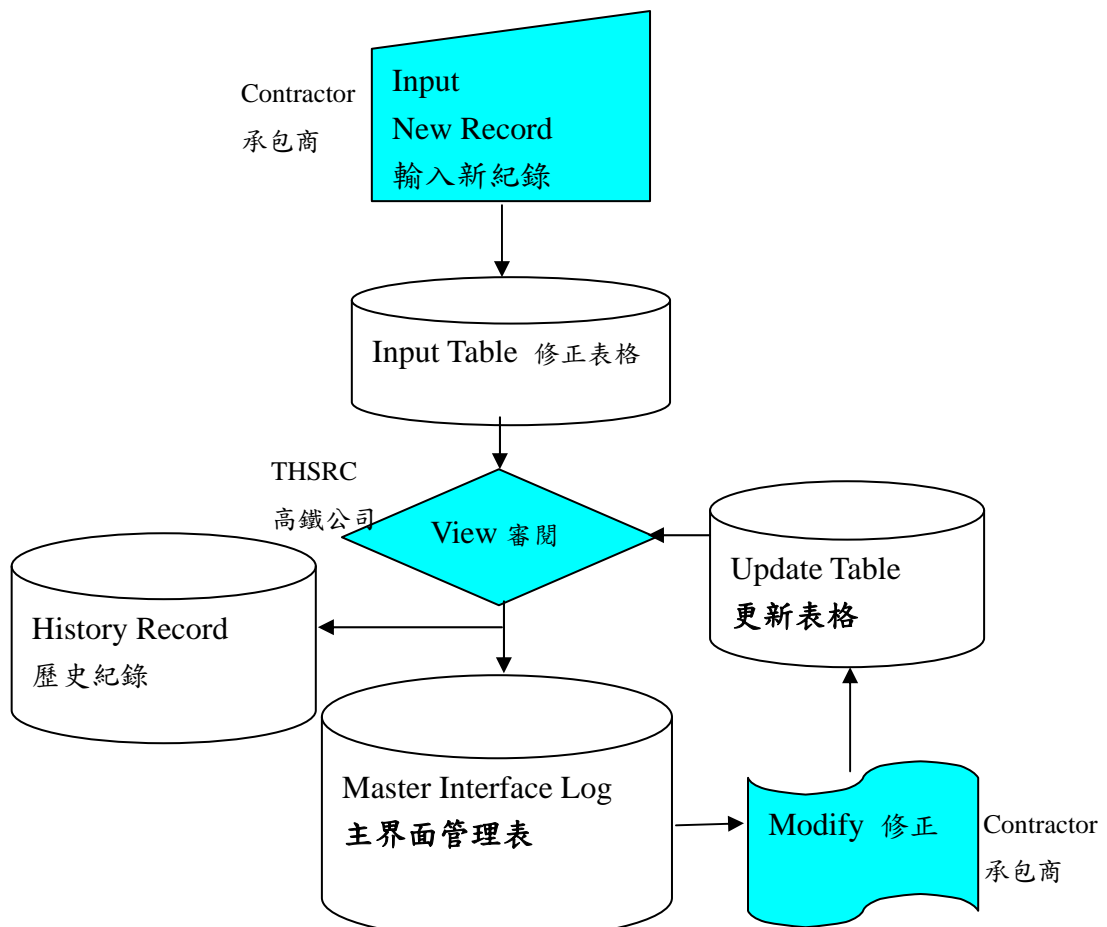 Contractor
承包商
Input
New Record
輸入新紀錄
Input Table 修正表格
THSRC
高鐵公司
View 審閱
Update Table
更新表格
History Record
歷史紀錄
Master Interface Log
主界面管理表
Modify 修正
Contractor
承包商